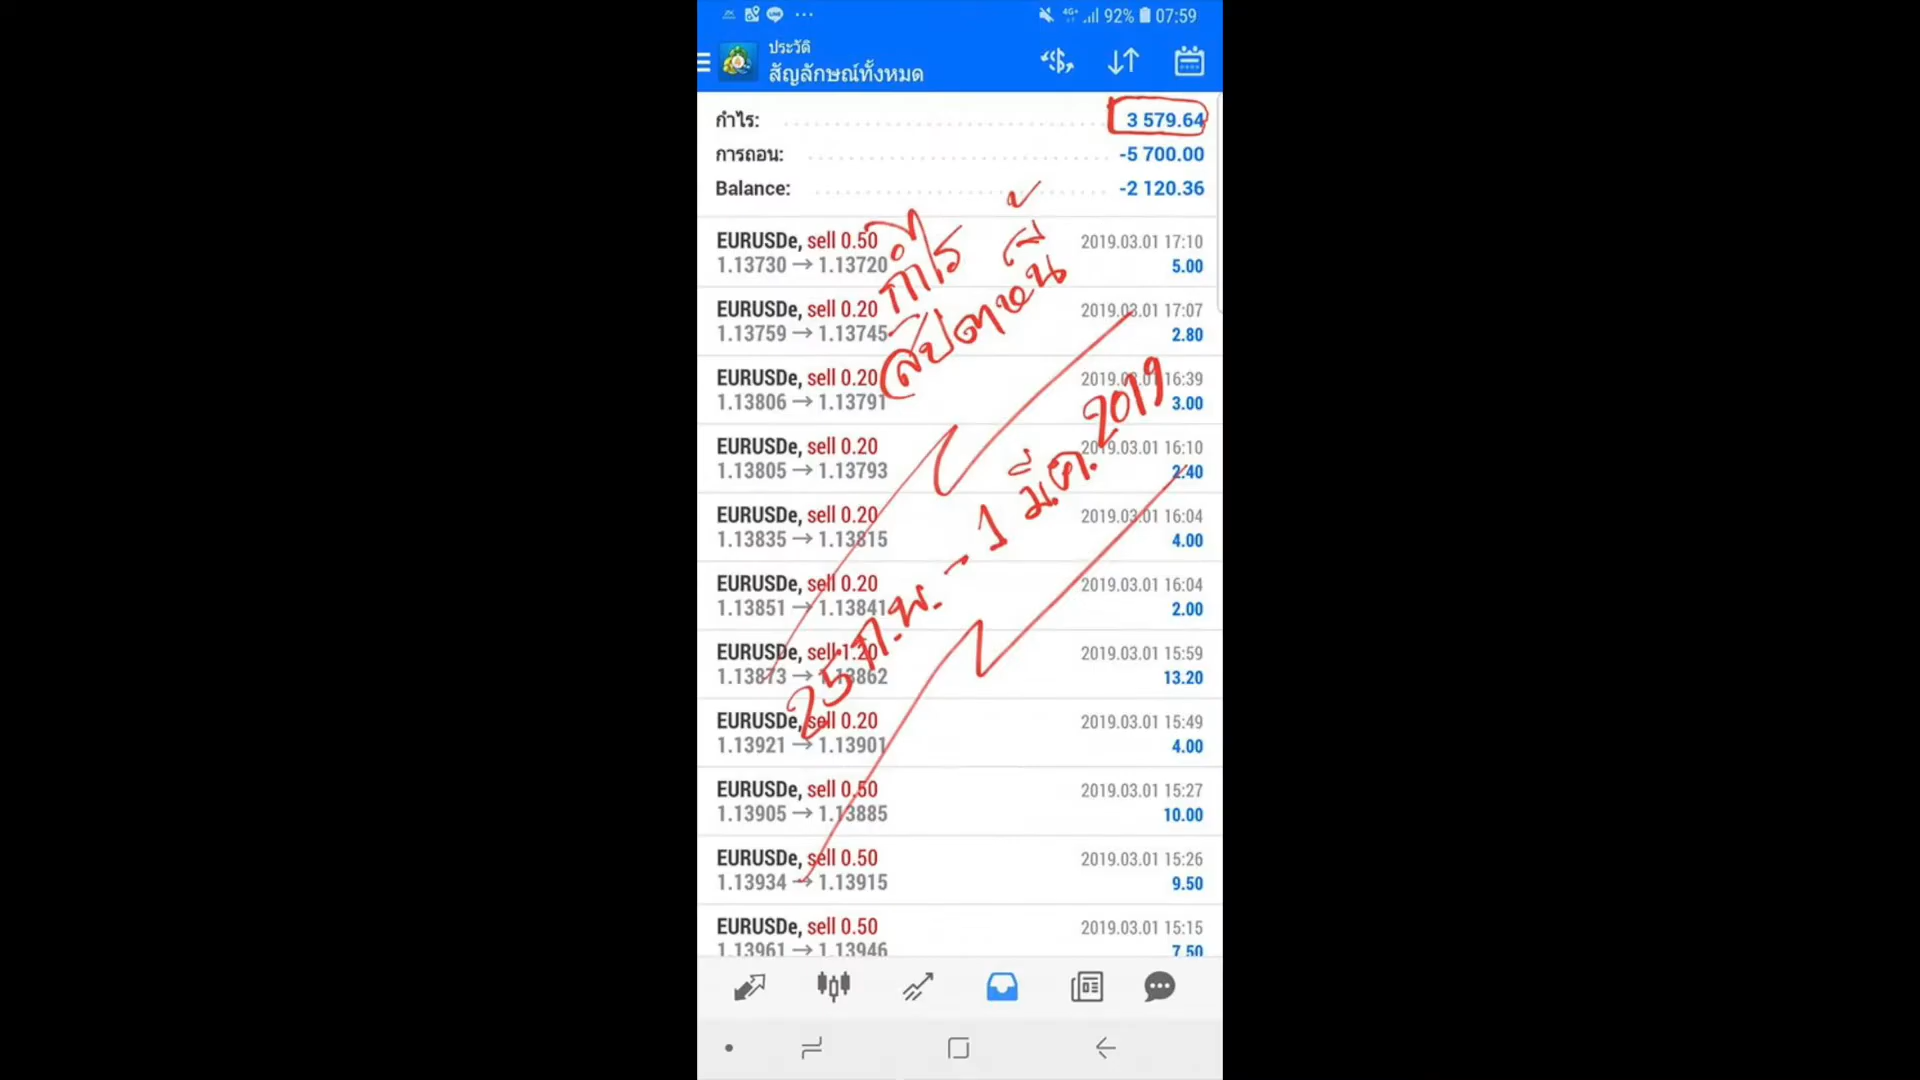 92% 07:59
ประวัติ
สัญลักษณ์ทั้งหมด
กำไร: 3 579.64
การถอน: -5 700.00
Balance: -2 120.36
EURUSDe, sell 0.50 2019.03.01 17:10
1.13730 → 1.13720 5.00
EURUSDe, sell 0.20 2019.03.01 17:07
1.13759 → 1.13745 2.80
EURUSDe, sell 0.20 2019.03.01 16:39
1.13806 → 1.13791 3.00
EURUSDe, sell 0.20 2019.03.01 16:10
1.13805 → 1.13793 2.40
EURUSDe, sell 0.20 2019.03.01 16:04
1.13835 → 1.13815 4.00
EURUSDe, sell 0.20 2019.03.01 16:04
1.13851 → 1.13841 2.00
EURUSDe, sell 1.20 2019.03.01 15:59
1.13873 → 1.13862 13.20
EURUSDe, sell 0.20 2019.03.01 15:49
1.13921 → 1.13901 4.00
EURUSDe, sell 0.50 2019.03.01 15:27
1.13905 → 1.13885 10.00
EURUSDe, sell 0.50 2019.03.01 15:26
1.13934 → 1.13915 9.50
EURUSDe, sell 0.50 2019.03.01 15:15
1.13961 → 1.13946 7.50
กำไร
สัปดาห์นี้
25 ก.พ. - 1 มี.ค. 2019